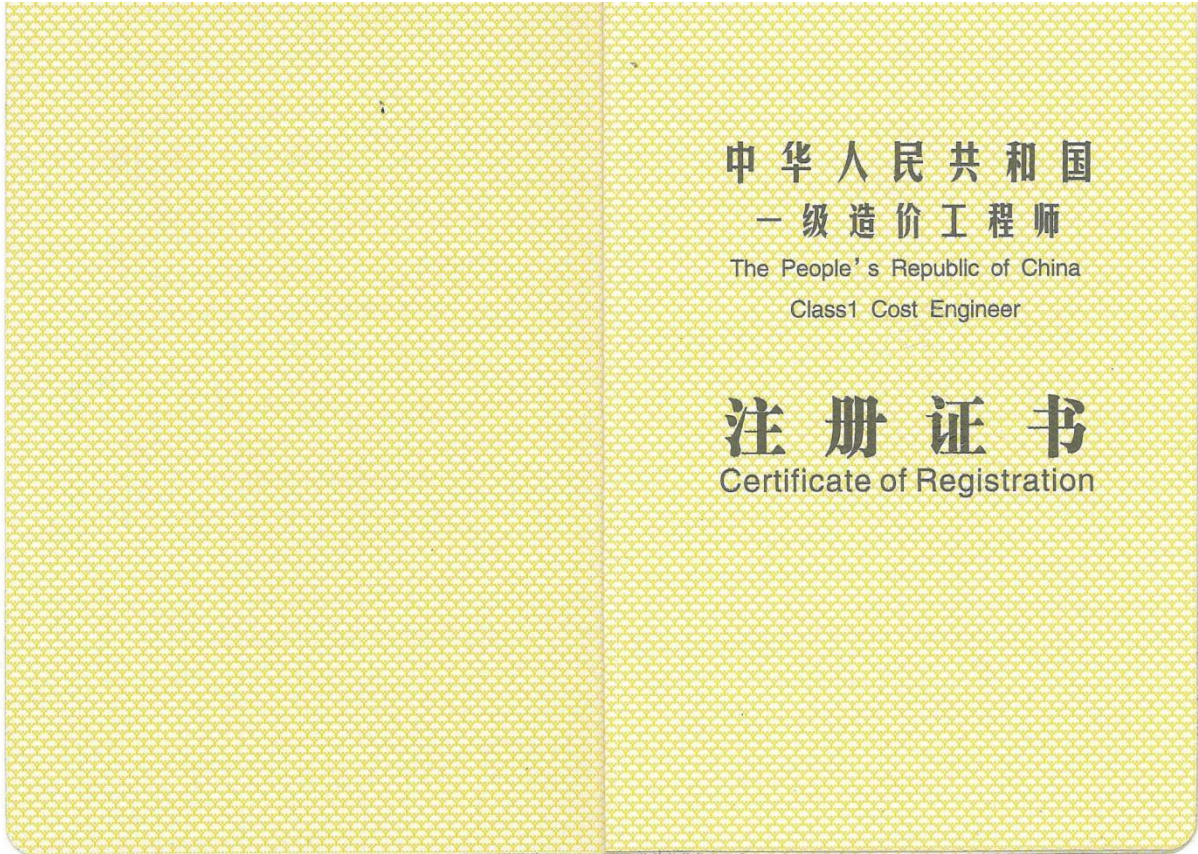 中华人民共和国
一级造价工程师
The People's Republic of China
Class1 Cost Engineer
注册证书
Certificate of Registration